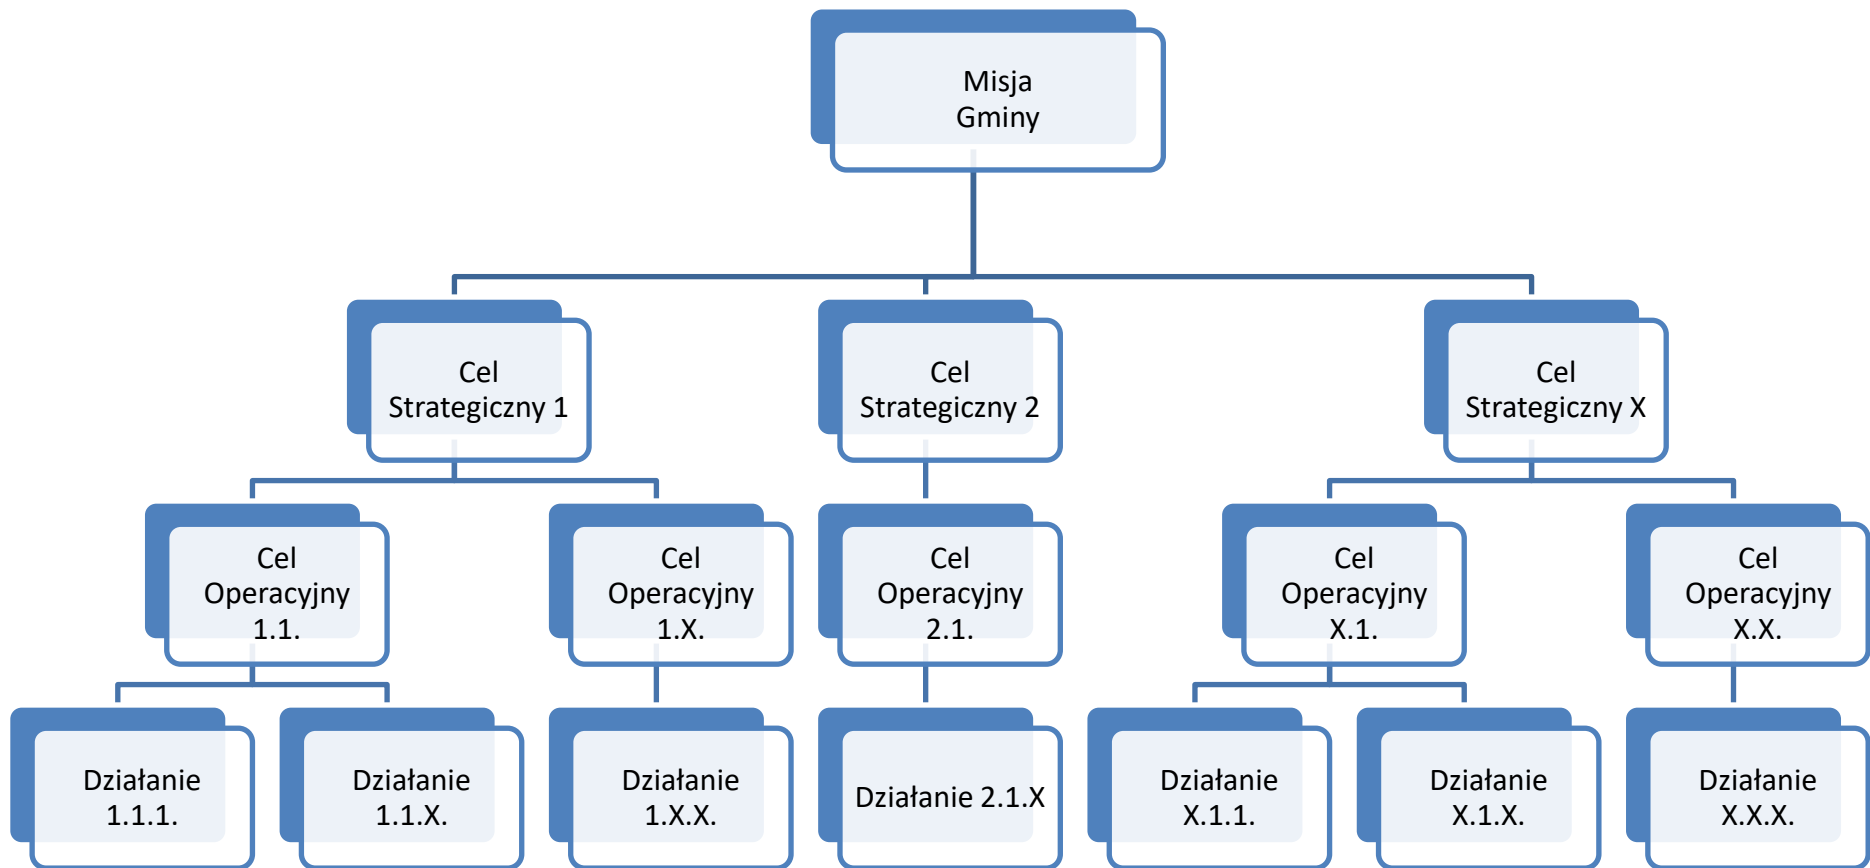 Misja
Gminy
Cel
Strategiczny 1
Cel
Strategiczny 2
Cel
Strategiczny X
Cel
Operacyjny
1.1.
Cel
Operacyjny
1.X.
Cel
Operacyjny
2.1.
Cel
Operacyjny
X.1.
Cel
Operacyjny
X.X.
Działanie
1.1.1.
Działanie
1.1.X.
Działanie
1.X.X.
Działanie 2.1.X
Działanie
X.1.1.
Działanie
X.1.X.
Działanie
X.X.X.